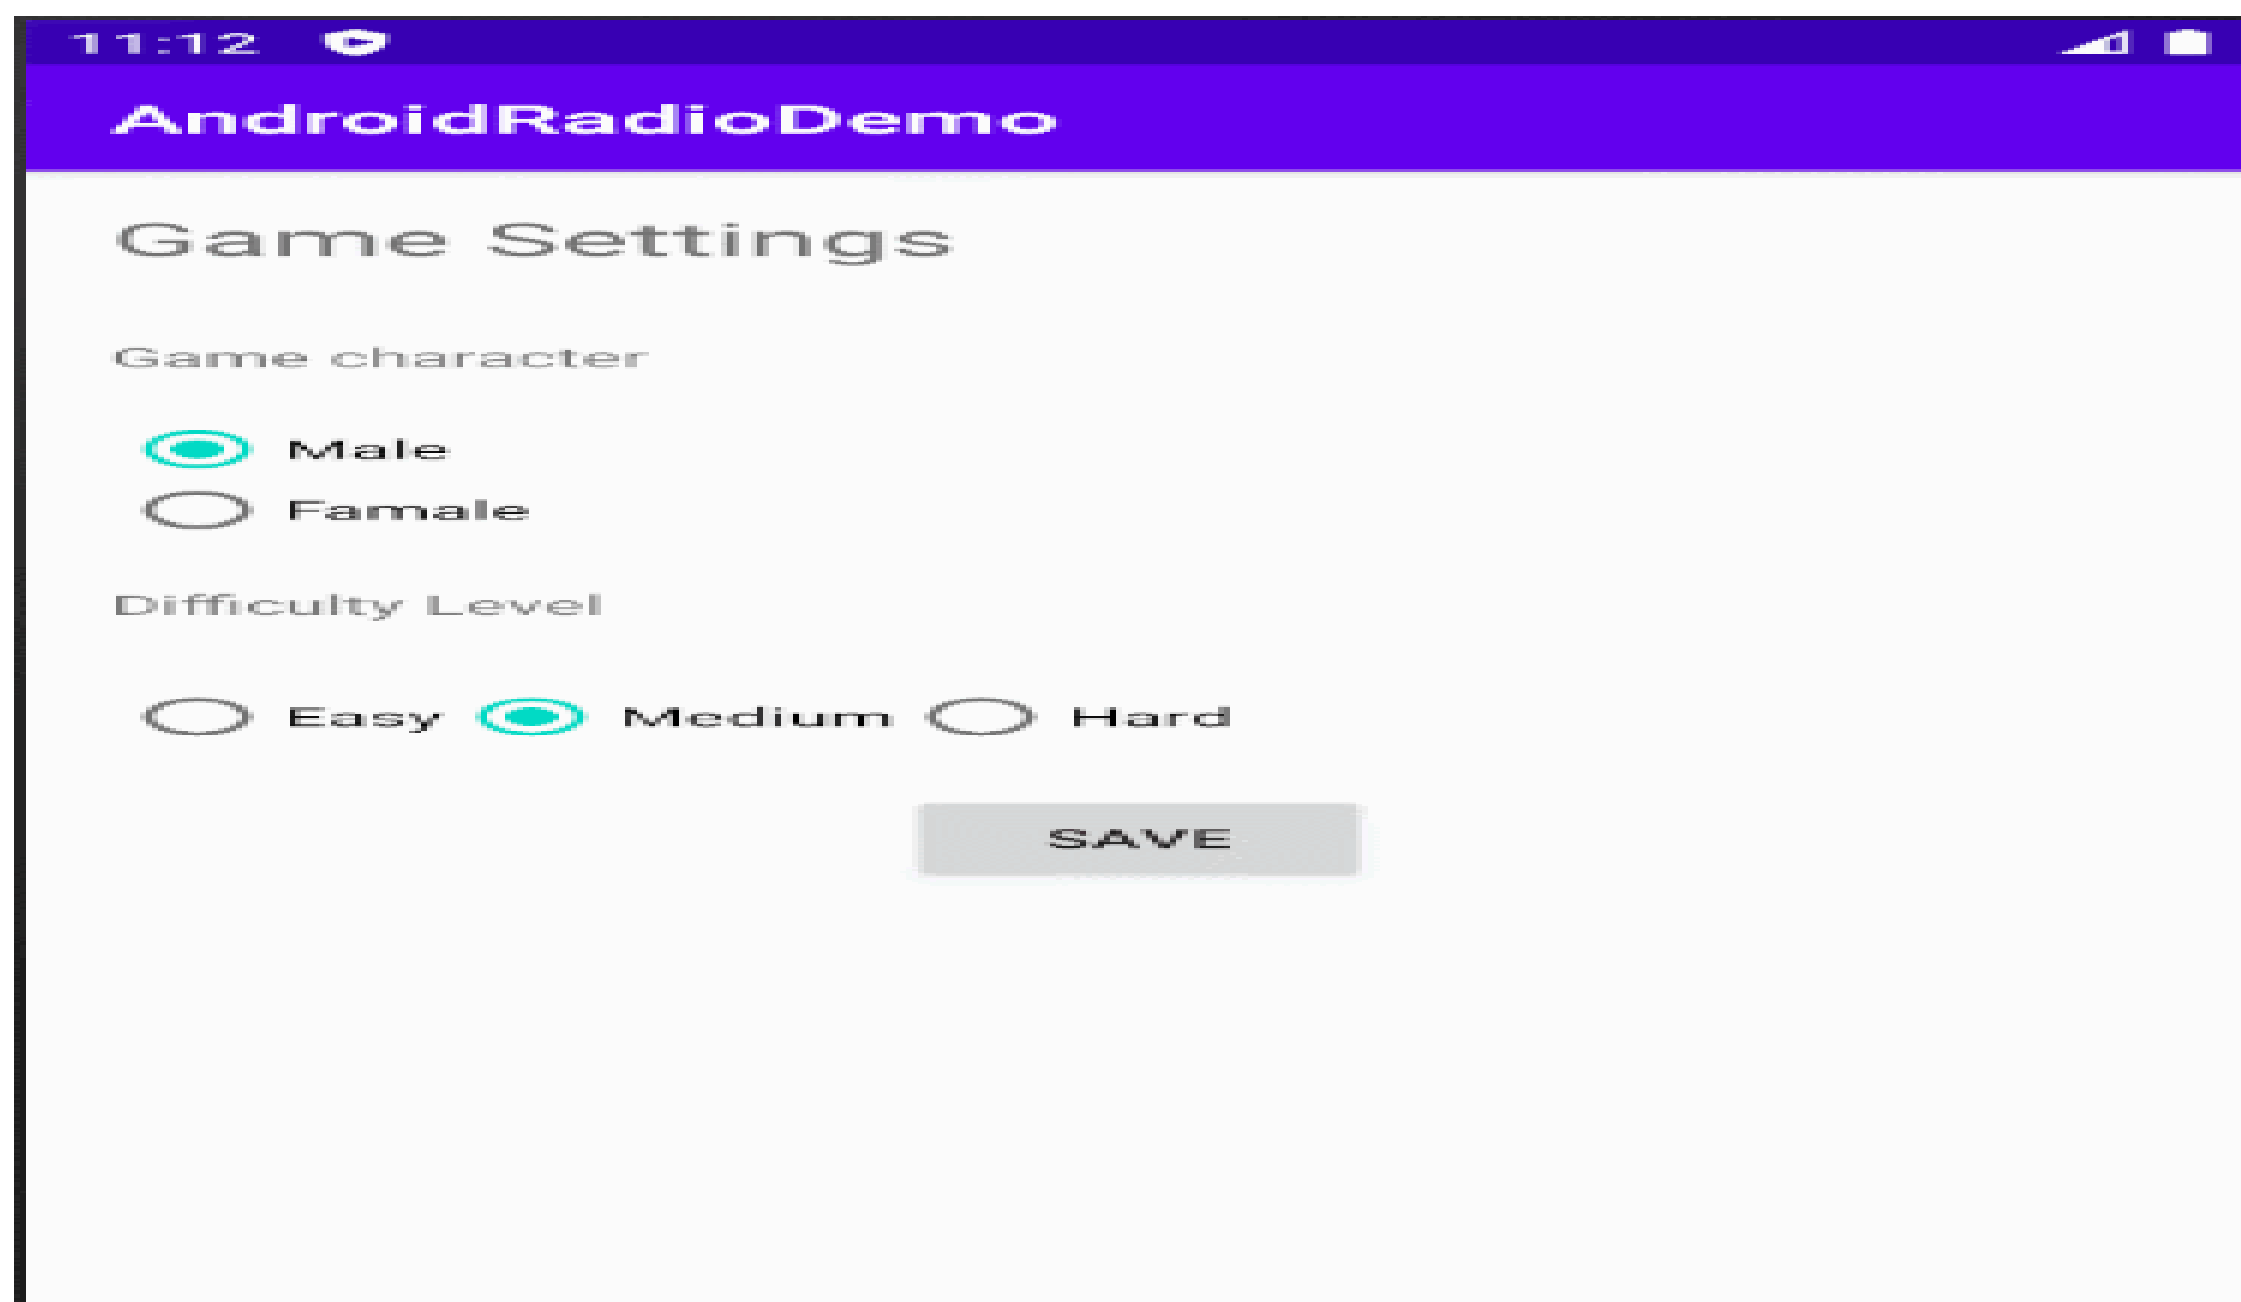 11:12
AndroidRadioDemo
Game Settings
Game character
Male
Famale
Difficulty Level
Easy Medium Hard
SAVE